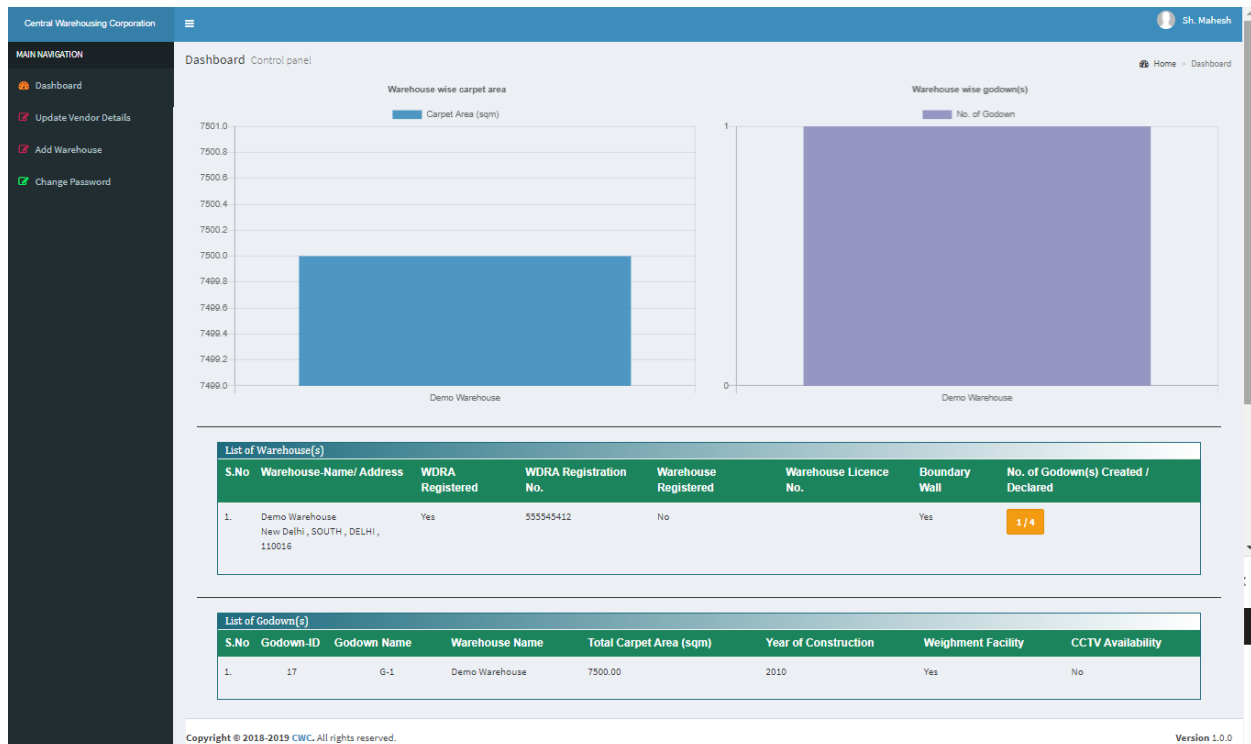 Central Warehousing Corporation
Sh. Mahesh
MAIN NAVIGATION
Dashboard
Update Vendor Details
Add Warehouse
Change Password
Dashboard Control panel
Home > Dashboard
Warehouse wise carpet area
Carpet Area (sqm)
7501.0
7500.8
7500.6
7500.4
7500.2
7500.0
7499.8
7499.6
7499.4
7499.2
7499.0
Demo Warehouse
Warehouse wise godown(s)
No. of Godown
1
0
Demo Warehouse
List of Warehouse(s)
S.No Warehouse-Name/ Address WDRA Registered WDRA Registration No. Warehouse Registered Warehouse Licence No. Boundary Wall No. of Godown(s) Created / Declared
1. Demo Warehouse Yes 555545412 No Yes 1 / 4
New Delhi , SOUTH , DELHI ,
110016
List of Godown(s)
S.No Godown-ID Godown Name Warehouse Name Total Carpet Area (sqm) Year of Construction Weighment Facility CCTV Availability
1. 17 G-1 Demo Warehouse 7500.00 2010 Yes No
Copyright © 2018-2019 CWC. All rights reserved.
Version 1.0.0